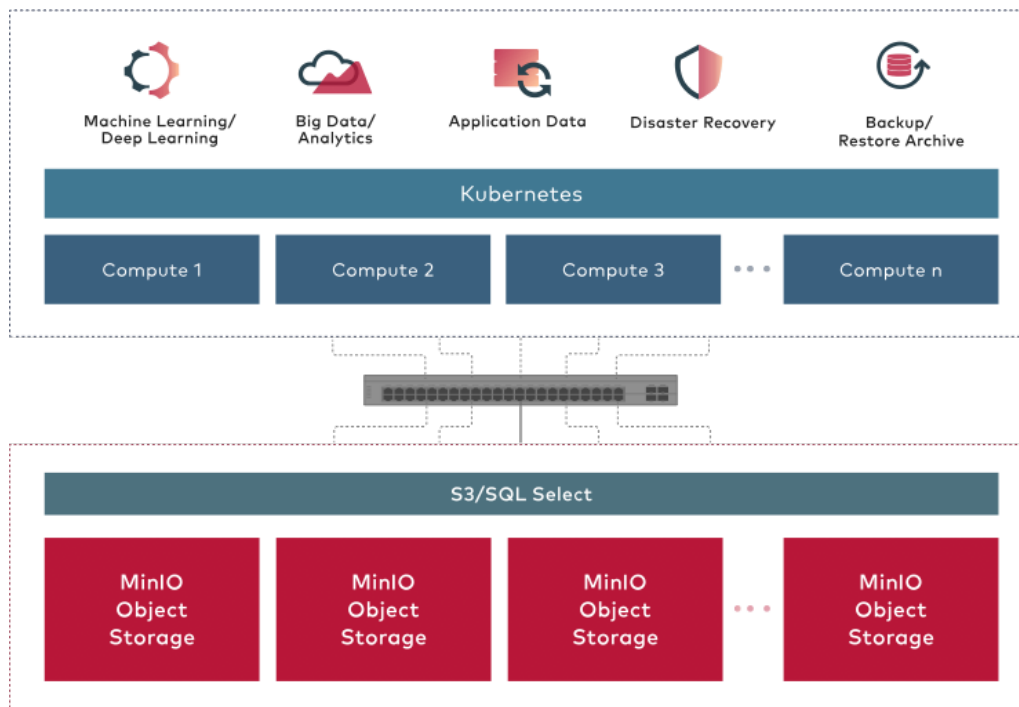 Machine Learning/
Deep Learning
Big Data/
Analytics
Application Data
Disaster Recovery
Backup/
Restore Archive
Kubernetes
Compute 1
Compute 2
Compute 3
Compute n
S3/SQL Select
MinIO
Object
Storage
MinIO
Object
Storage
MinIO
Object
Storage
MinIO
Object
Storage